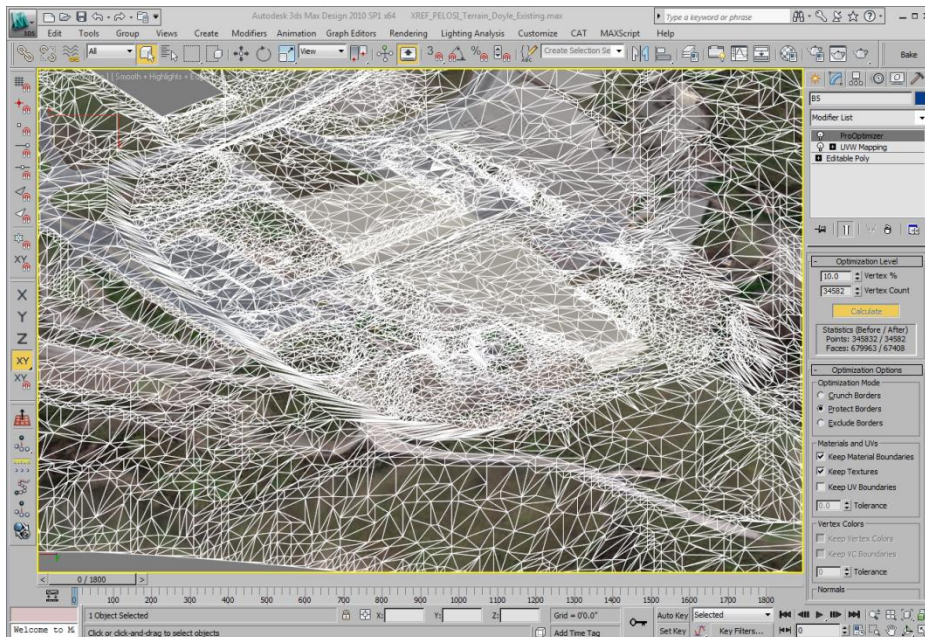 Autodesk 3ds Max Design 2010 SP1 x64 XREF_PELOSI_Terrain_Doyle_Existing.max
Type a keyword or phrase
3DS
Edit Tools Group Views Create Modifiers Animation Graph Editors Rendering Lighting Analysis Customize CAT MAXScript Help
All
View
3
%
Create Selection Se
Bake
Smooth + Highlights + E
B5
Modifier List
ProOptimizer
UVW Mapping
Editable Poly
X
Y
Z
XY
XY
XY
Optimization Level
10.0 Vertex %
34582 Vertex Count
Calculate
Statistics (Before / After)
Points: 345832 / 34582
Faces: 679963 / 67408
Optimization Options
Optimization Mode
Crunch Borders
Protect Borders
Exclude Borders
Materials and UVs
Keep Material Boundaries
Keep Textures
Keep UV Boundaries
0.0 Tolerance
Vertex Colors
Keep Vertex Colors
Keep VC Boundaries
0 Tolerance
Normals
< 0 / 1800 >
0 100 200 300 400 500 600 700 800 900 1000 1100 1200 1300 1400 1500 1600 1700 1800
1 Object Selected
X: Y: Z:
Grid = 0'0.0"
Auto Key Selected
Welcome to M
Click or click-and-drag to select objects
Add Time Tag
Set Key Key Filters...
0